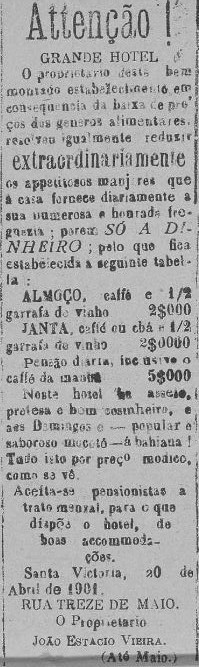 Attenção !
GRANDE HOTEL
O proprietario deste bem
montado estabelecimento em
consequencia da baixa de pre-
ços dos generos alimentares,
resolveu igualmente reduzir
extraordinariamente
os appetitosos manjares que
a casa fornece diariamente a
sua numerosa e honrada fre-
guezia ; porem SÓ A DI-
NHEIRO ; pelo que fica
estabelecida a seguinte tabel-
la :
ALMOÇO, caffé e 1/2
garrafa de vinho 2$000
JANTA, caffé ou chá e 1/2
garrafa de vinho 2$0000
Pensão diaria, inclusive o
caffé da manhã 5$000
Neste hotel ha asseio,
presteza e bom cosinheiro, e
aos Domingos e — popular e
saboroso mocotó —á bahiana !
Tudo isto por preço modico,
como se vê.
Aceita-se pensionistas a
trato menxal, para o que
dispõe o hotel, de
boas accommoda-
ções.
Santa Victoria, 20 de
Abril de 1901.
RUA TREZE DE MAIO.
O Proprietario
JOÃO ESTACIO VIEIRA.
(Até Maio.)